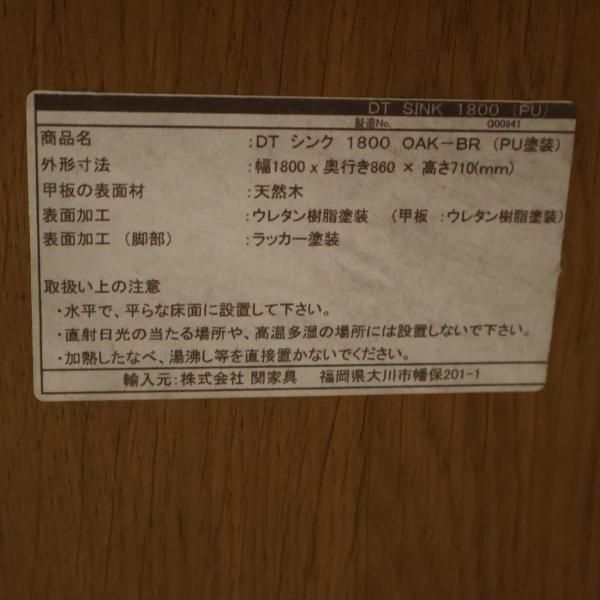 DT SINK 1800 (PU)
製造No. Q00941
商品名 :DT シンク 1800 OAK-BR (PU塗装)
外形寸法 :幅1800 x 奥行き860 × 高さ710(mm)
甲板の表面材 :天然木
表面加工 :ウレタン樹脂塗装 (甲板 :ウレタン樹脂塗装)
表面加工 (脚部) :ラッカー塗装
取扱い上の注意
・水平で、平らな床面に設置して下さい。
・直射日光の当たる場所や、高温多湿の場所には設置しないで下さい。
・加熱したなべ、湯沸し等を直接置かないでください。
輸入元:株式会社 関家具 福岡県大川市幡保201-1